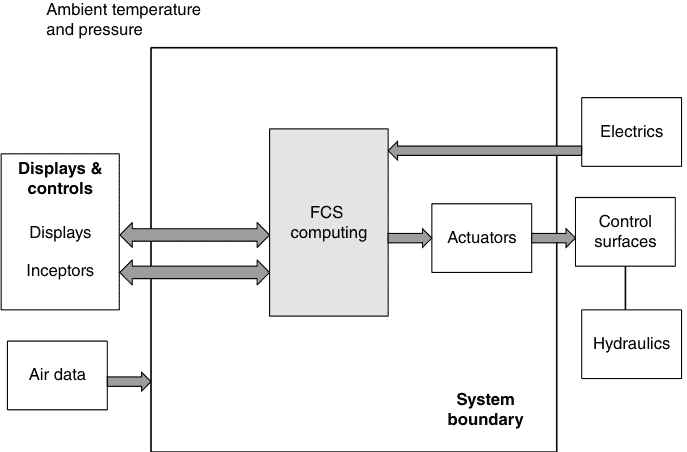 Ambient temperature
and pressure
Electrics
Displays &
controls
Displays
Inceptors
FCS
computing
Actuators
Control
surfaces
Hydraulics
Air data
System
boundary